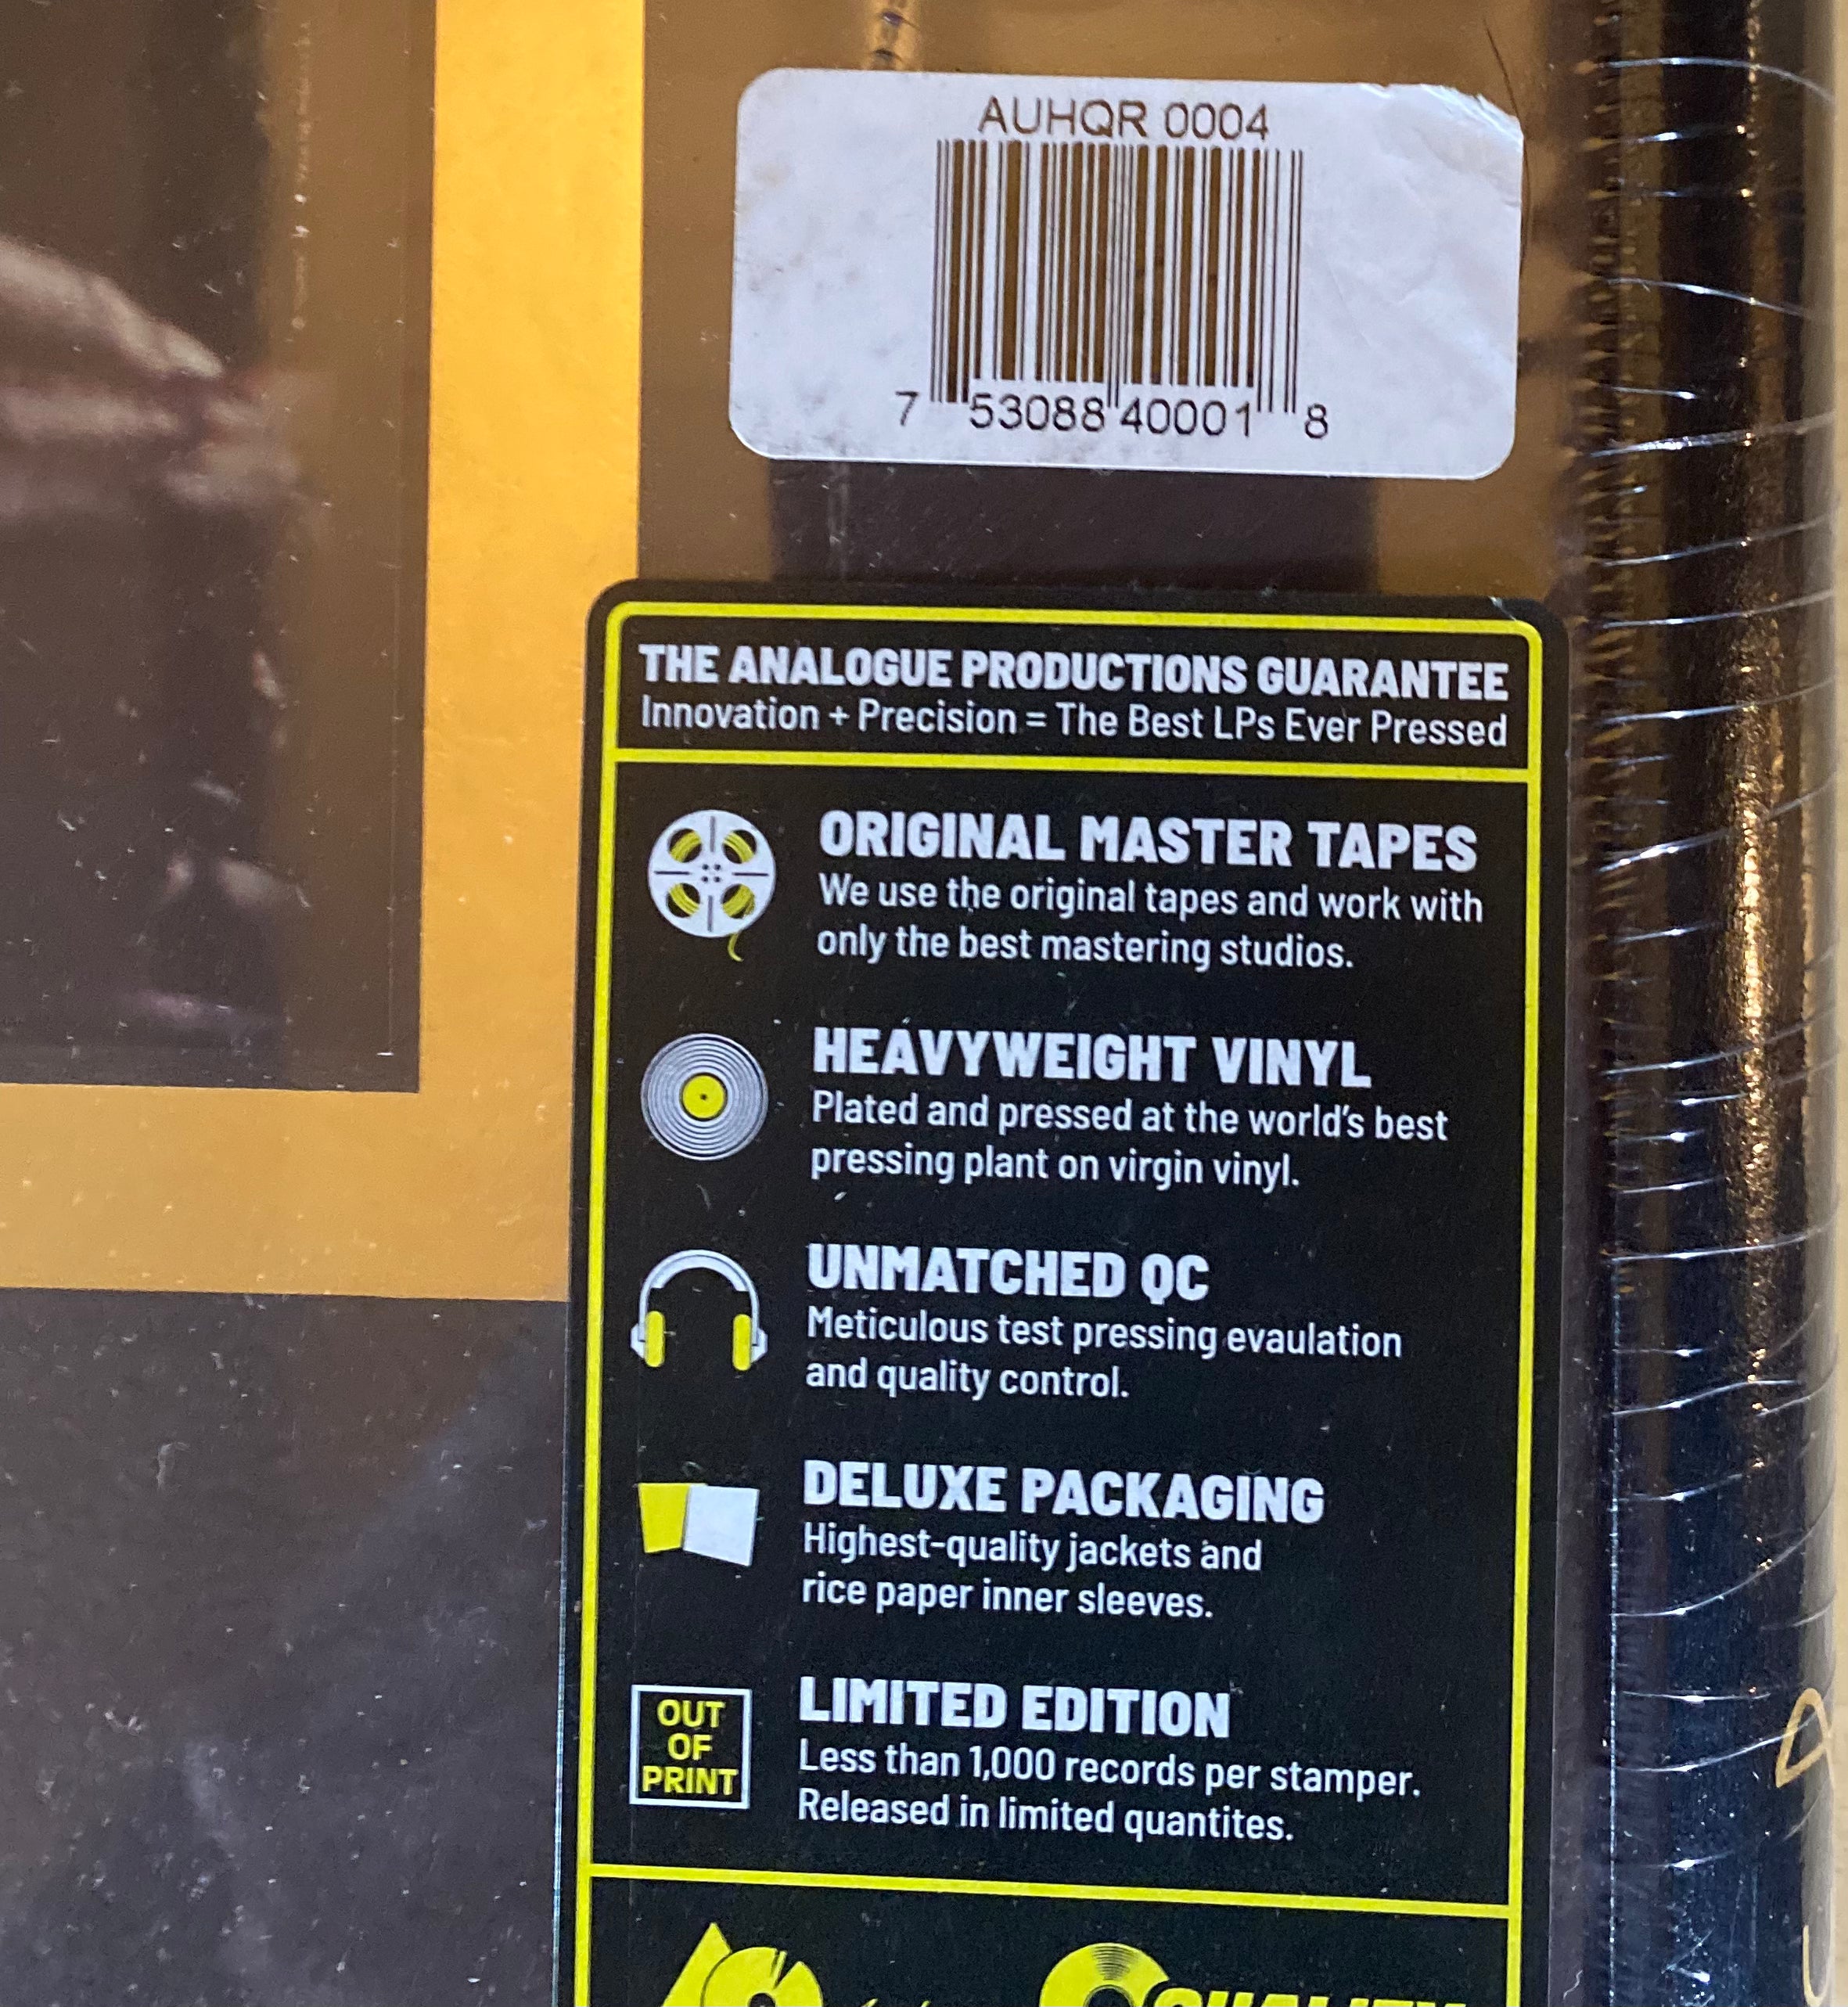 AUHQR 0004
7 53088 40001 8
THE ANALOGUE PRODUCTIONS GUARANTEE
Innovation + Precision = The Best LPs Ever Pressed
ORIGINAL MASTER TAPES
We use the original tapes and work with
only the best mastering studios.
HEAVYWEIGHT VINYL
Plated and pressed at the world's best
pressing plant on virgin vinyl.
UNMATCHED QC
Meticulous test pressing evaulation
and quality control.
DELUXE PACKAGING
Highest-quality jackets and
rice paper inner sleeves.
OUT
OF
PRINT
LIMITED EDITION
Less than 1,000 records per stamper.
Released in limited quantites.
QUALITY